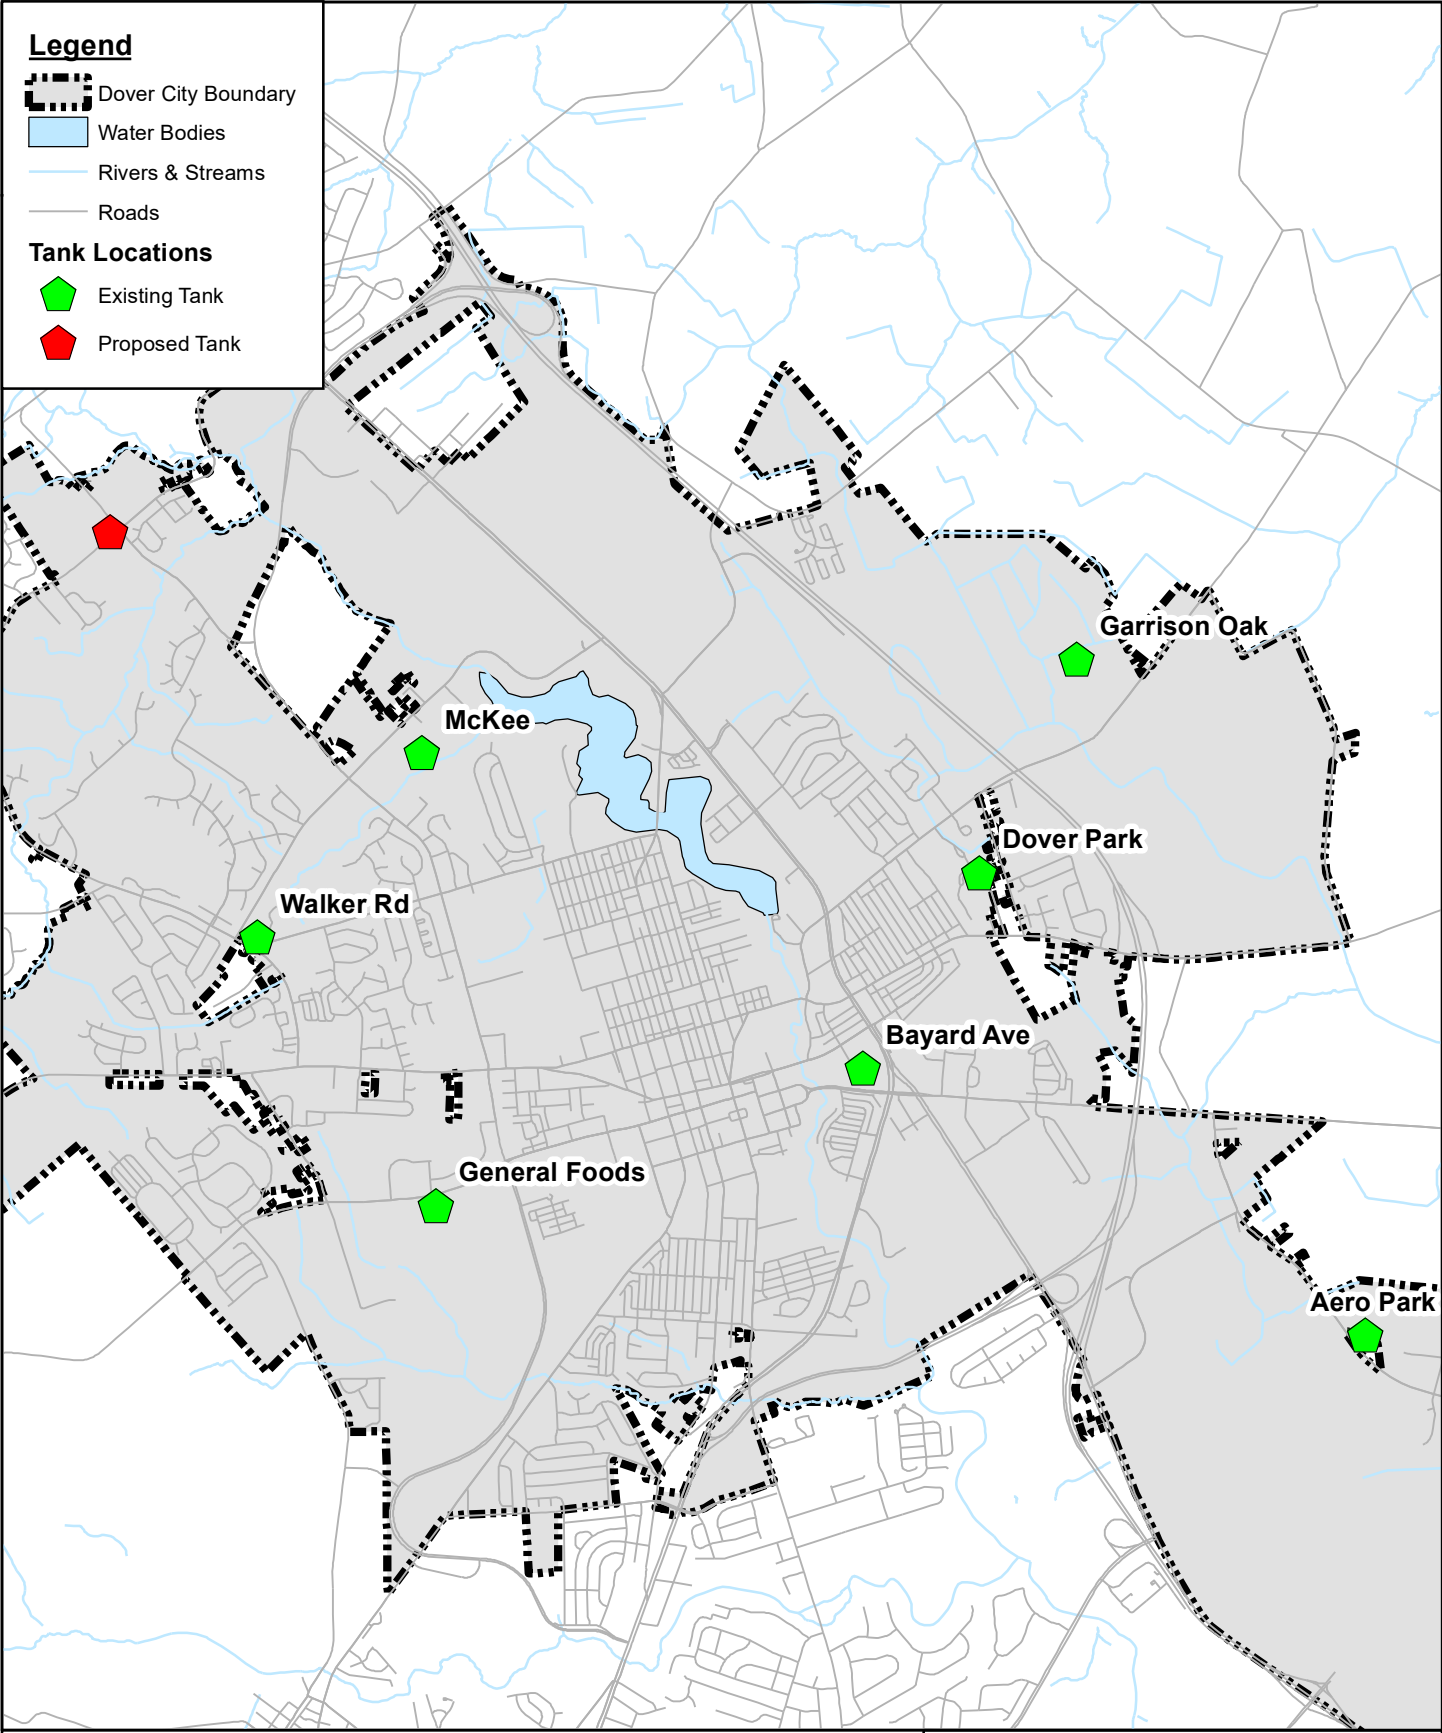 Legend
Dover City Boundary
Water Bodies
Rivers & Streams
Roads
Tank Locations
Existing Tank
Proposed Tank
Garrison Oak
McKee
Dover Park
Walker Rd
Bayard Ave
General Foods
Aero Park